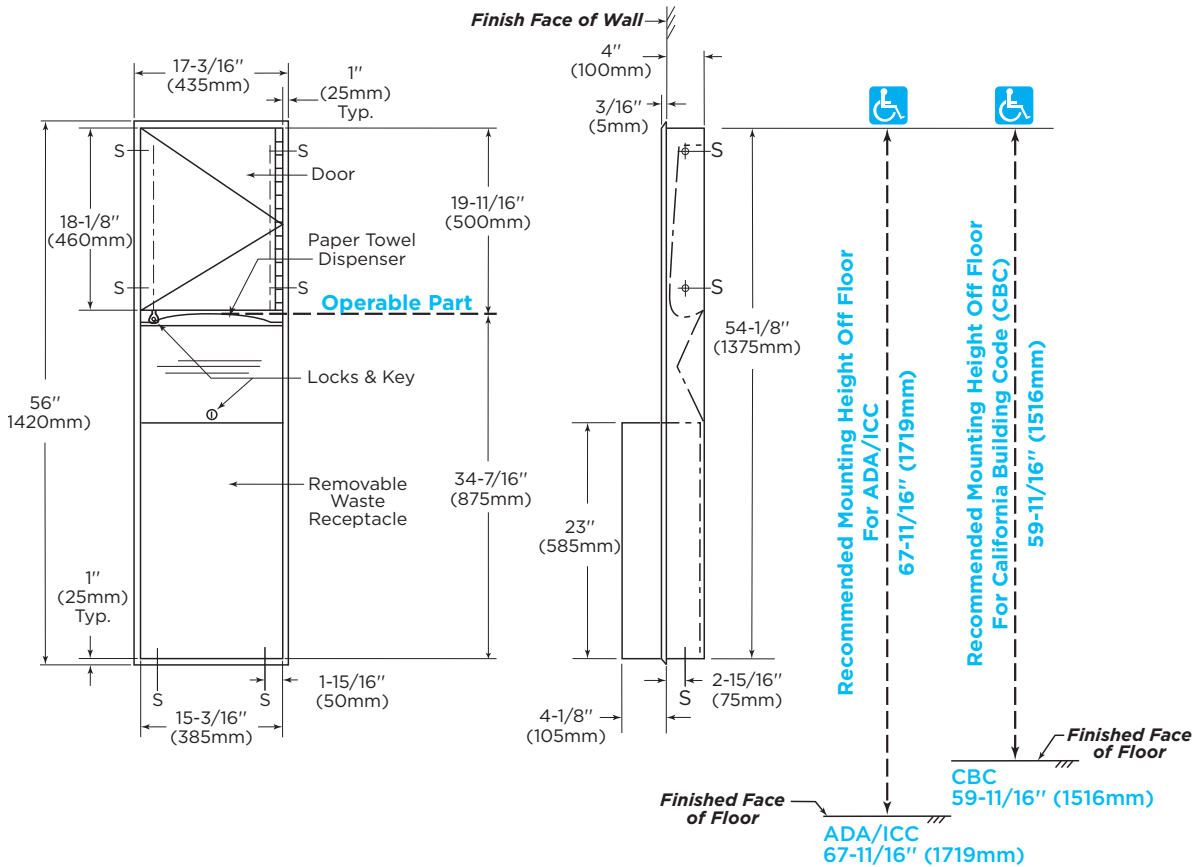 Finish Face of Wall
17-3/16"
(435mm)
1"
(25mm)
Typ.
4"
(100mm)
3/16"
(5mm)
S
S
S
Door
18-1/8"
(460mm)
19-11/16"
(500mm)
Paper Towel
Dispenser
S
S
S
Operable Part
54-1/8"
(1375mm)
Locks & Key
56"
1420mm)
34-7/16"
(875mm)
Removable
Waste
Receptacle
23"
(585mm)
1"
(25mm)
Typ.
S
S
1-15/16"
(50mm)
S
2-15/16"
(75mm)
15-3/16"
(385mm)
4-1/8"
(105mm)
Recommended Mounting Height Off Floor
For ADA/ICC
67-11/16" (1719mm)
Recommended Mounting Height Off Floor
For California Building Code (CBC)
59-11/16" (1516mm)
Finished Face
of Floor
CBC
59-11/16" (1516mm)
Finished Face
of Floor
ADA/ICC
67-11/16" (1719mm)